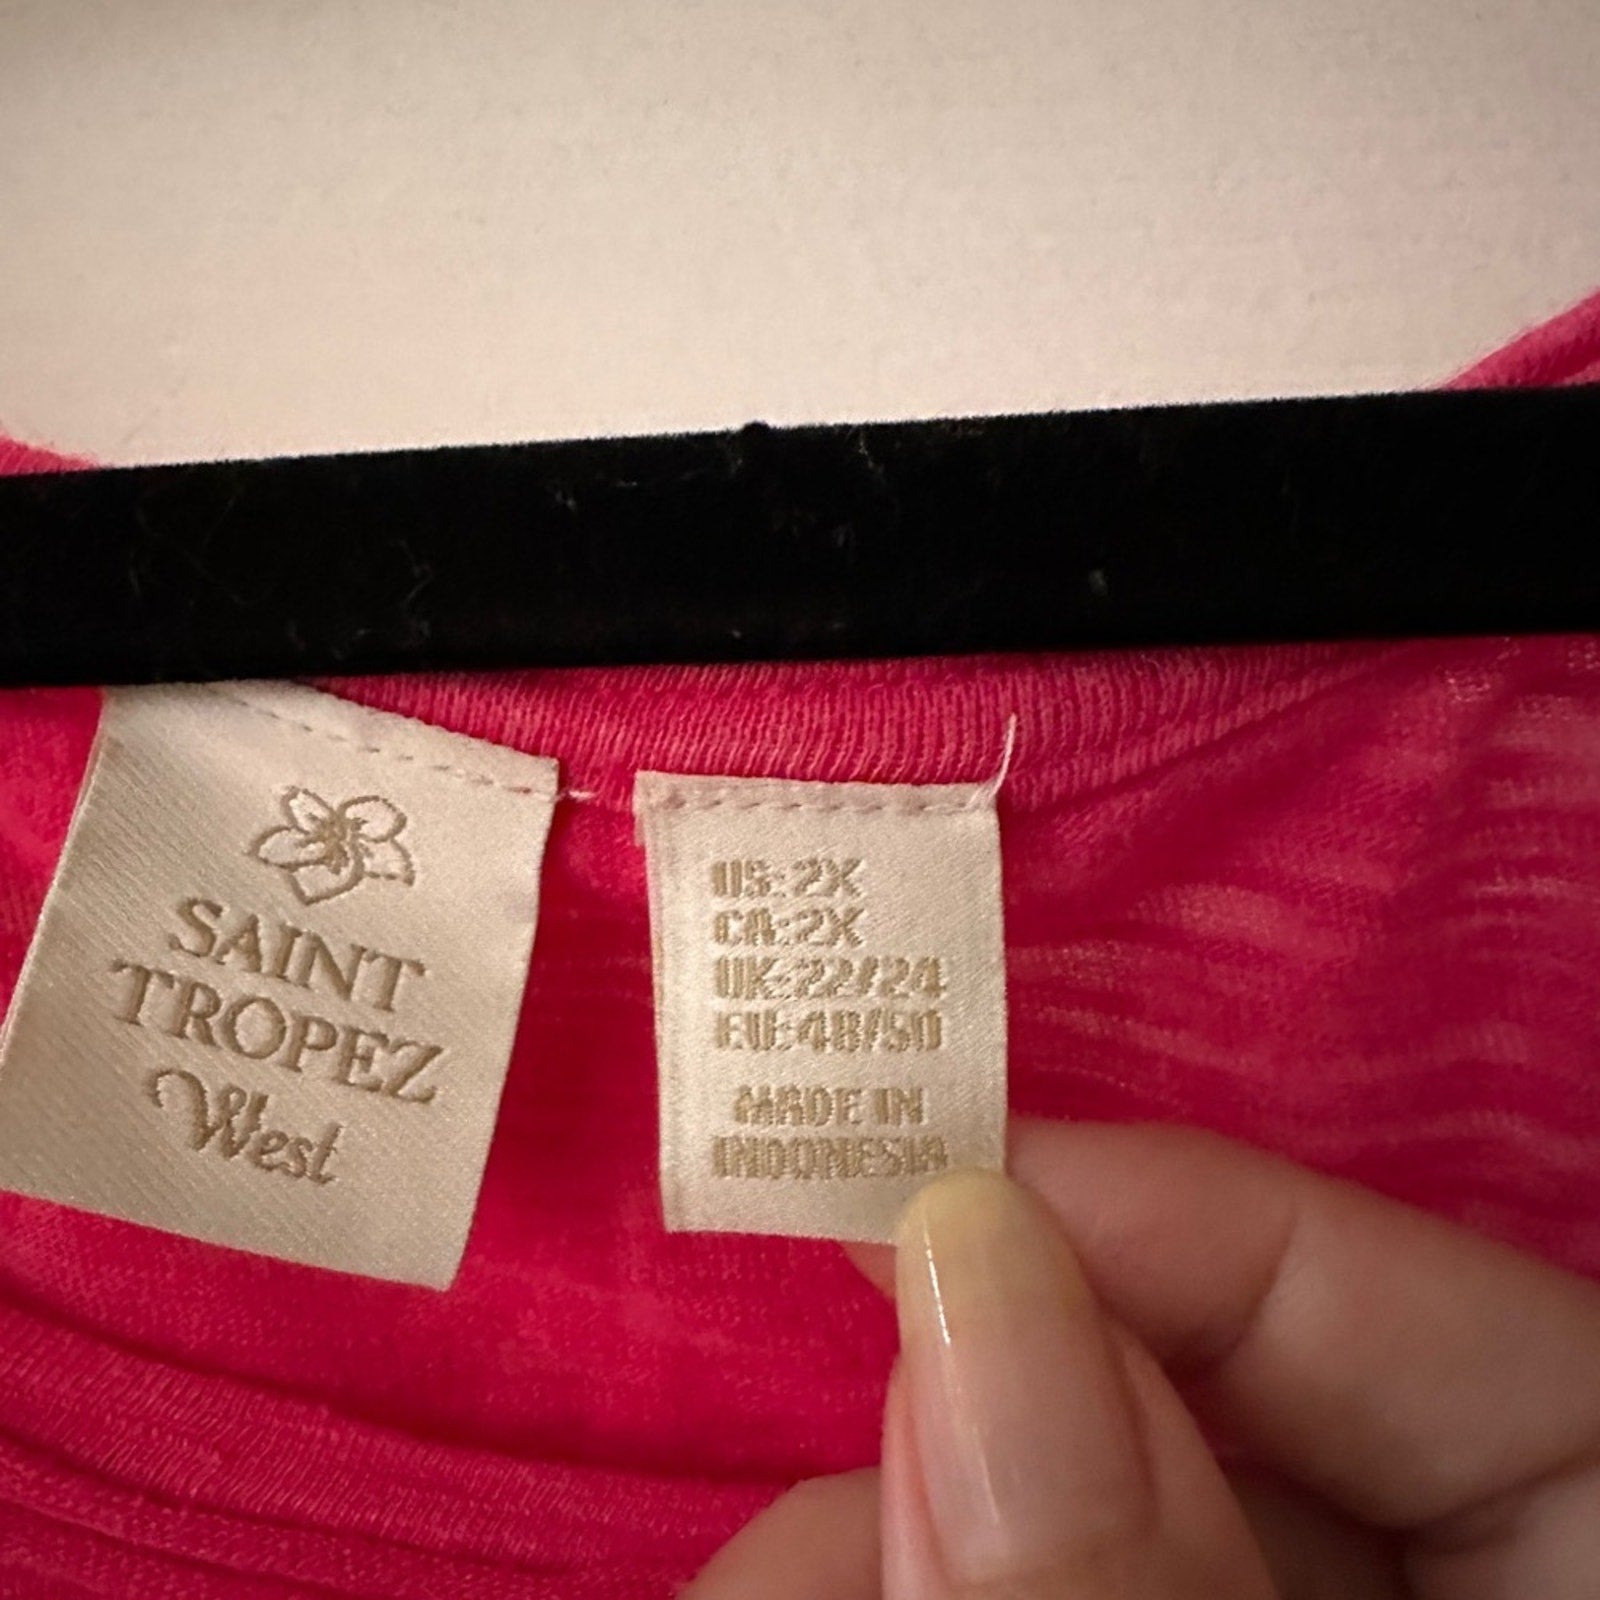 SAINT
TROPEZ
West
US: 2X
CA: 2X
UK: 22/24
EU: 48/50
MADE IN
INDONESIA